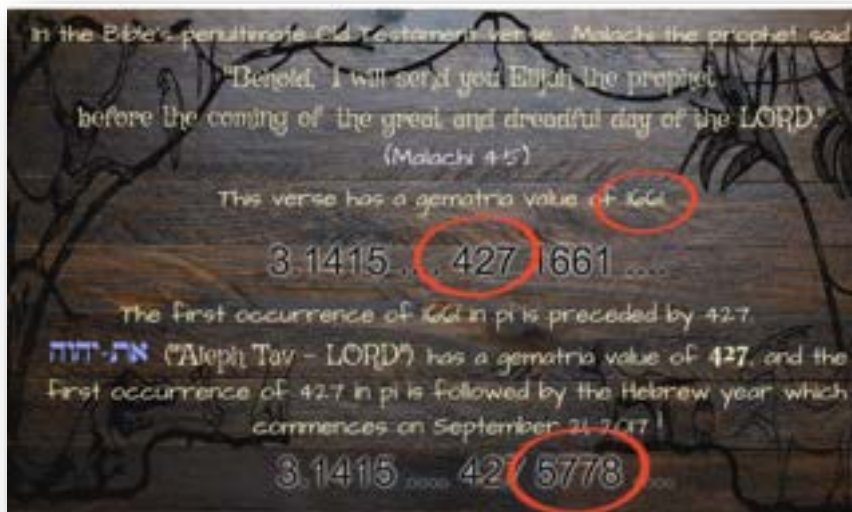 In the Bible's penultimate Old Testament verse, Malachi the prophet said
"Behold, I will send you Elijah the prophet
before the coming of the great and dreadful day of the LORD."
(Malachi 4:5)
This verse has a gematria value of 1661.
3.1415 .... 427 1661 ....
The first occurrence of 1661 in pi is preceded by 427.
את-יהוה ("Aleph Tav - LORD") has a gematria value of 427, and the
first occurrence of 427 in pi is followed by the Hebrew year which
commences on September 21, 2017 !
3.1415 .... 427 5778 ....